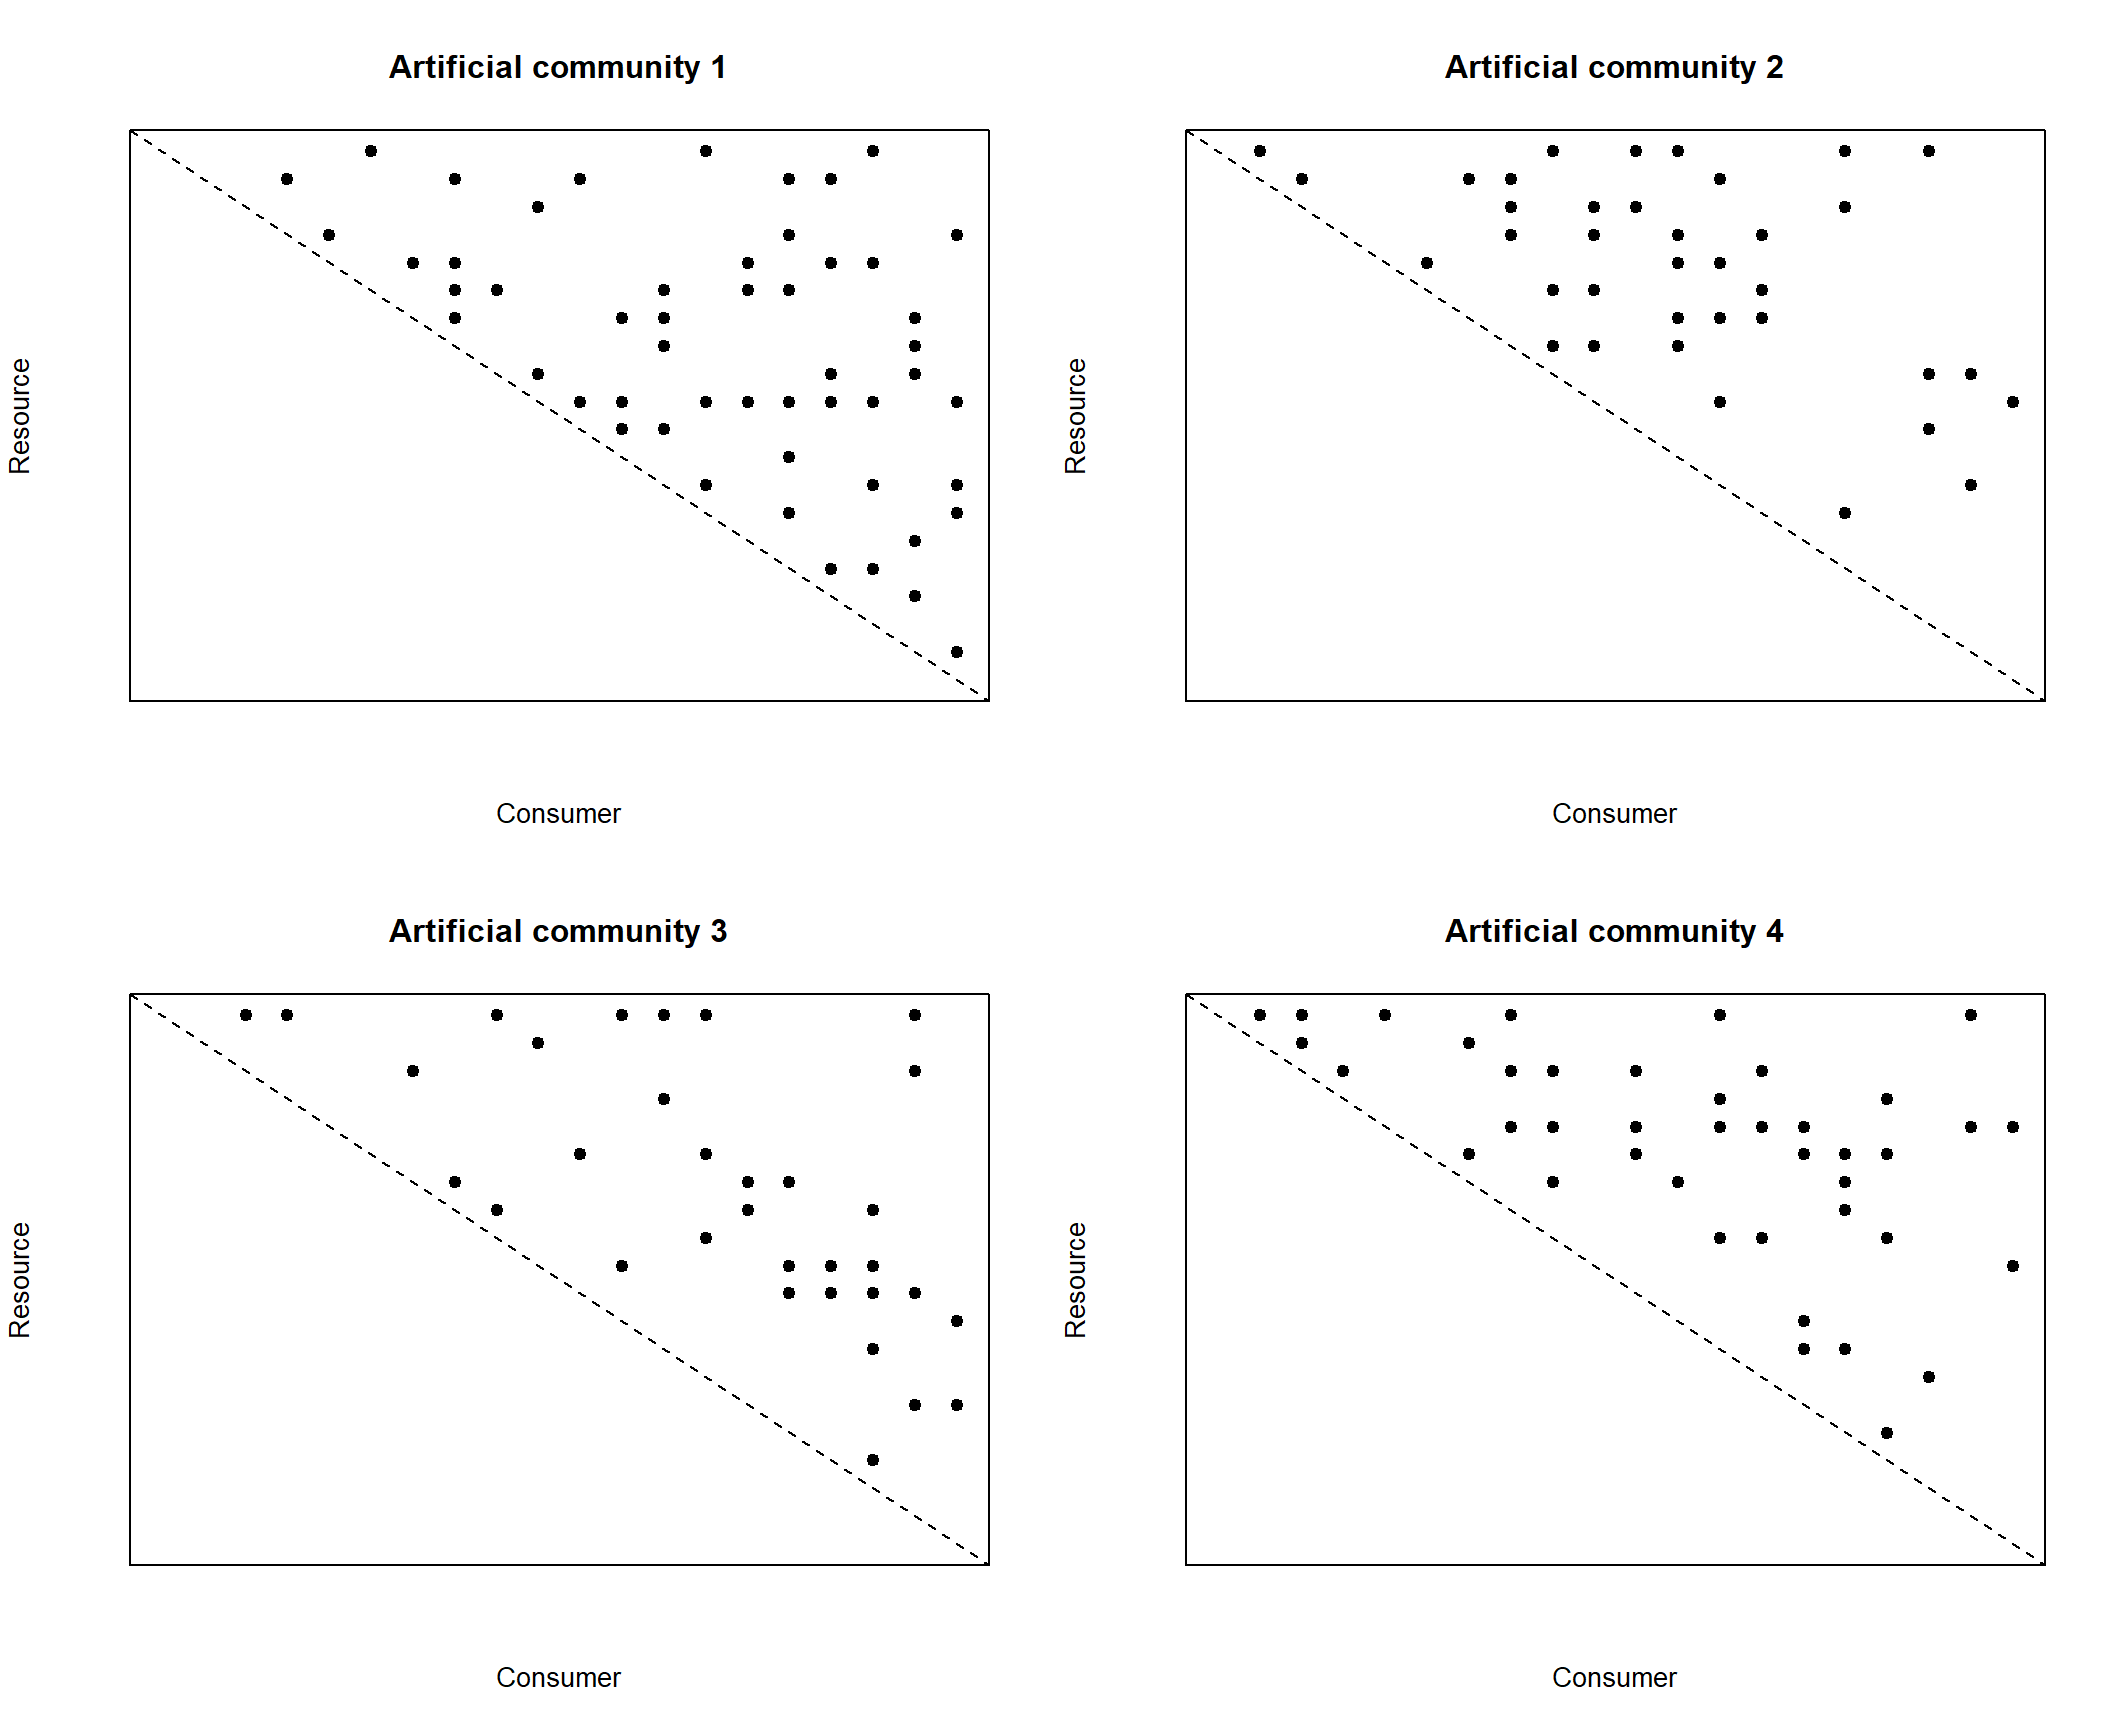 Artificial community 1
Artificial community 2
Resource
Resource
Consumer
Consumer
Artificial community 3
Artificial community 4
Resource
Resource
Consumer
Consumer